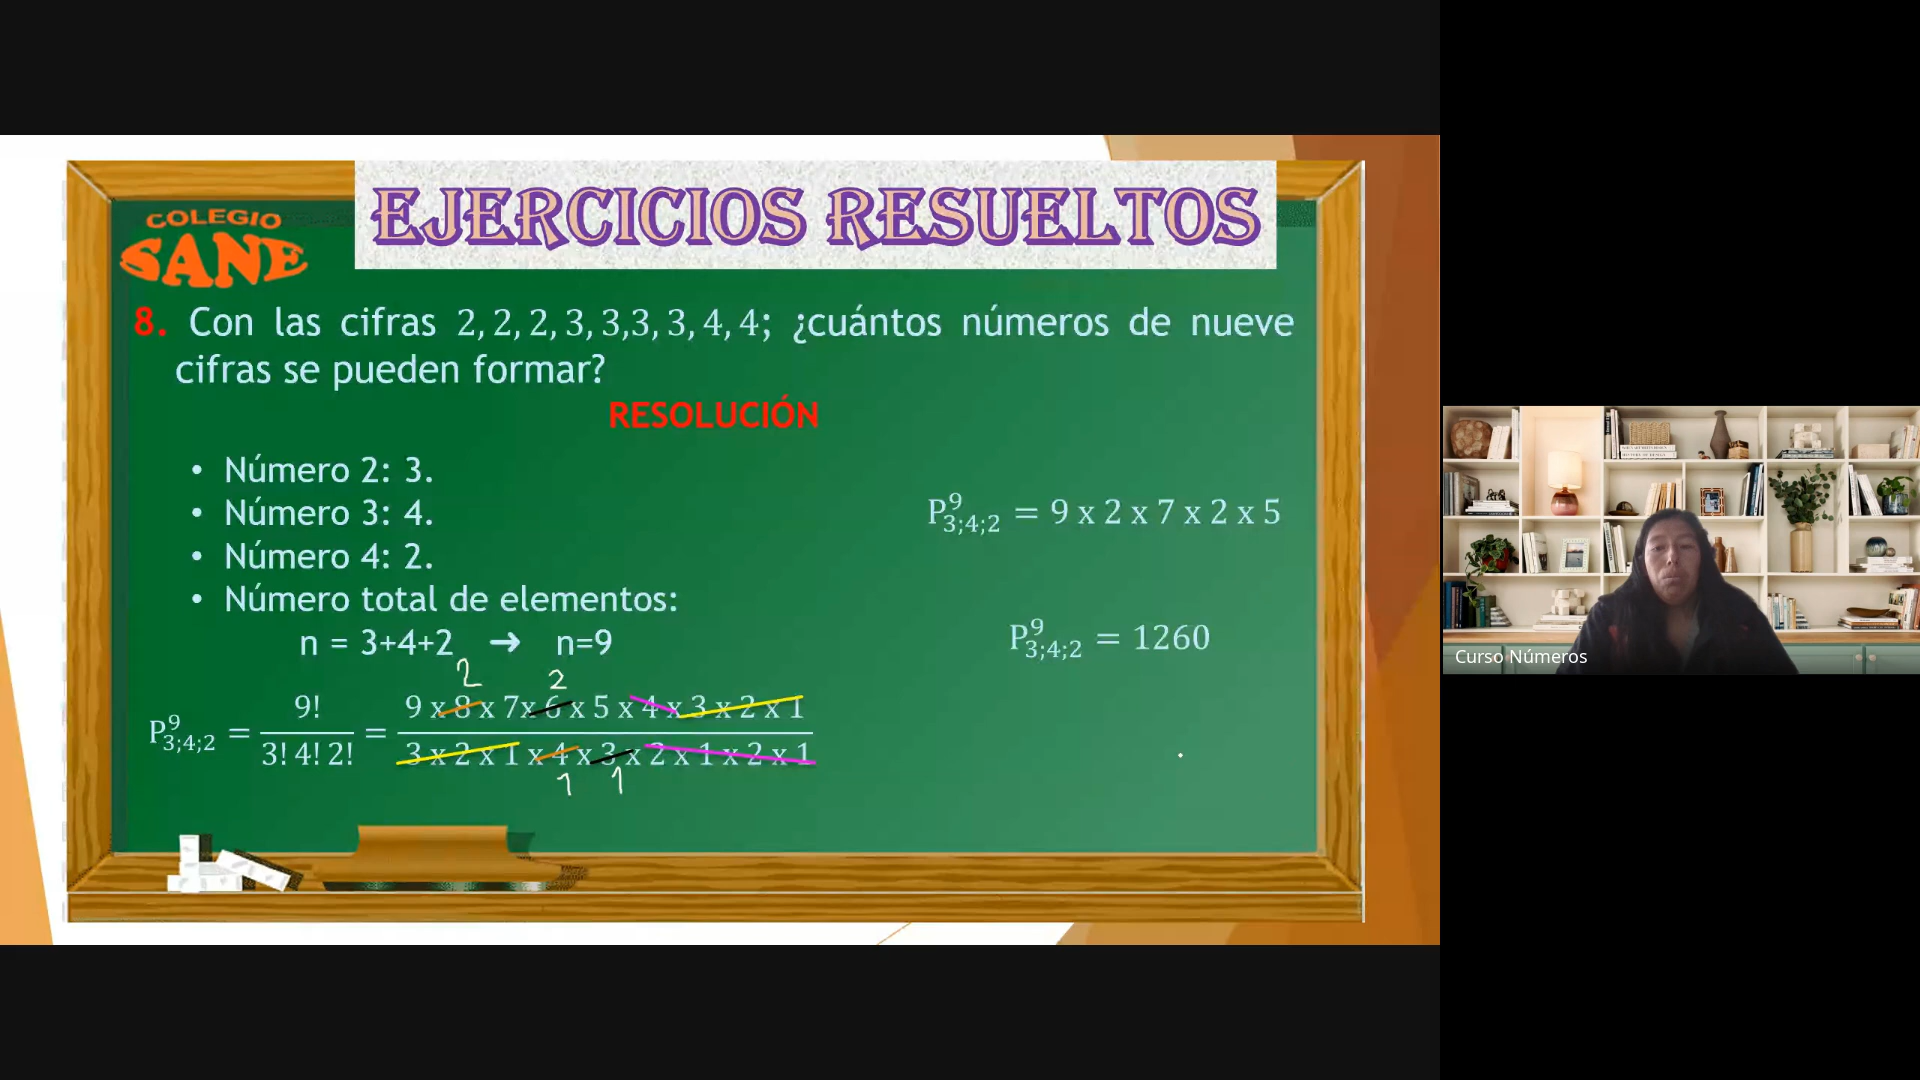 EJERCICIOS RESUELTOS
COLEGIO
SANE
8. Con las cifras 2, 2, 2, 3, 3,3, 3, 4, 4; ¿cuántos números de nueve
cifras se pueden formar?
RESOLUCIÓN
• Número 2: 3.
• Número 3: 4.
• Número 4: 2.
• Número total de elementos:
n = 3+4+2 → n=9
2 2
P^9_{3;4;2} = 9!/(3! 4! 2!) = (9 x 8 x 7x 6 x 5 x 4 x 3 x 2 x 1)/(3 x 2 x 1 x 4 x 3 x 2 x 1 x 2 x 1)
1 1
P^9_{3;4;2} = 9 x 2 x 7 x 2 x 5
P^9_{3;4;2} = 1260
Curso Números